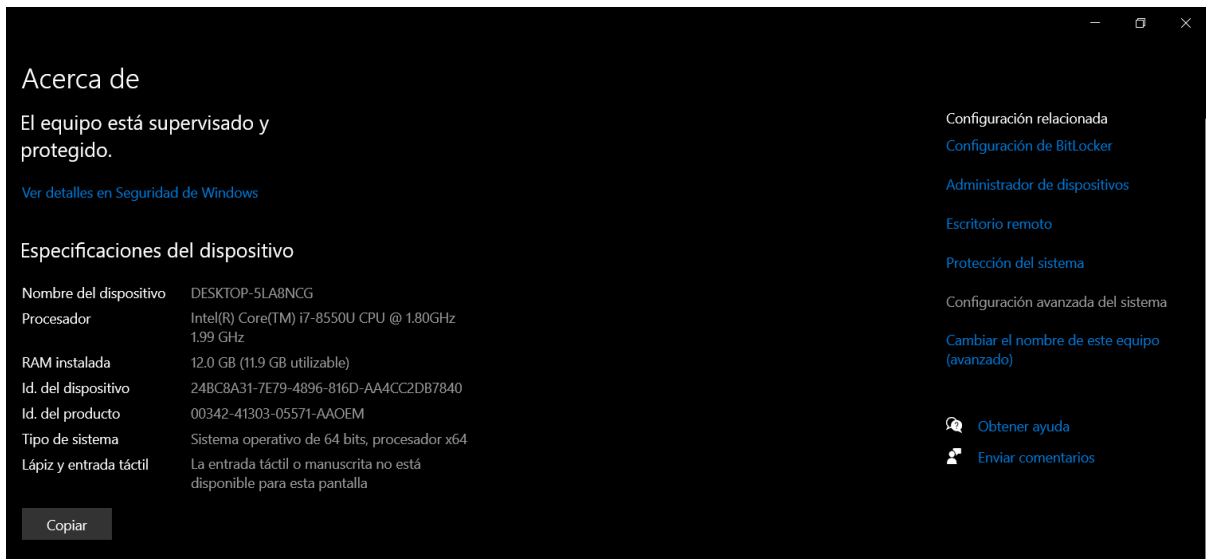 Acerca de
El equipo está supervisado y
protegido.
Ver detalles en Seguridad de Windows
Especificaciones del dispositivo
Nombre del dispositivo DESKTOP-5LA8NCG
Procesador Intel(R) Core(TM) i7-8550U CPU @ 1.80GHz
1.99 GHz
RAM instalada 12.0 GB (11.9 GB utilizable)
Id. del dispositivo 24BC8A31-7E79-4896-816D-AA4CC2DB7840
Id. del producto 00342-41303-05571-AAOEM
Tipo de sistema Sistema operativo de 64 bits, procesador x64
Lápiz y entrada táctil La entrada táctil o manuscrita no está
disponible para esta pantalla
Copiar
Configuración relacionada
Configuración de BitLocker
Administrador de dispositivos
Escritorio remoto
Protección del sistema
Configuración avanzada del sistema
Cambiar el nombre de este equipo
(avanzado)
Obtener ayuda
Enviar comentarios